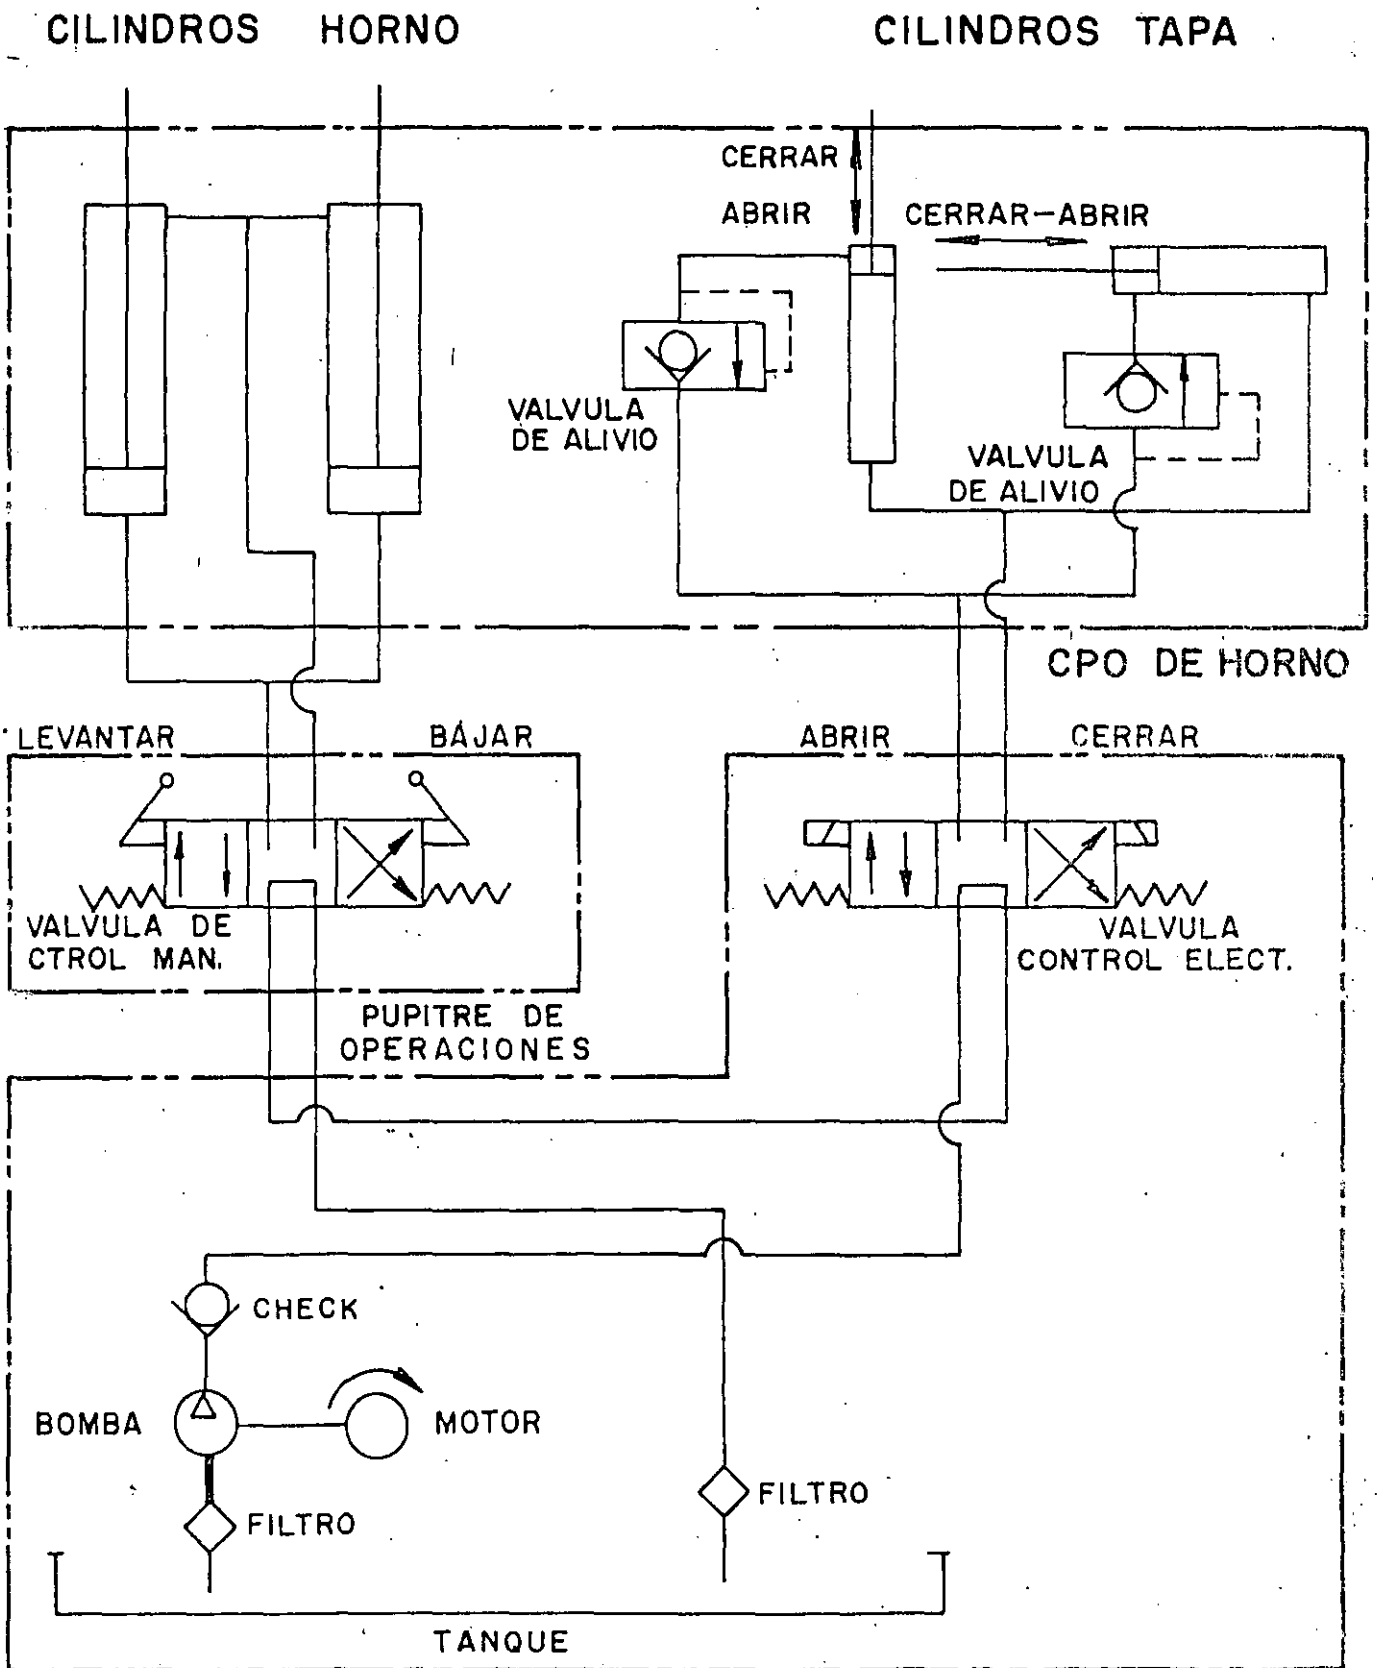 CILINDROS HORNO
CILINDROS TAPA
CERRAR
ABRIR
CERRAR-ABRIR
VALVULA
DE ALIVIO
VALVULA
DE ALIVIO
CPO DE HORNO
LEVANTAR
BAJAR
ABRIR
CERRAR
VALVULA DE
CTROL MAN.
VALVULA
CONTROL ELECT.
PUPITRE DE
OPERACIONES
CHECK
BOMBA
MOTOR
FILTRO
FILTRO
TANQUE